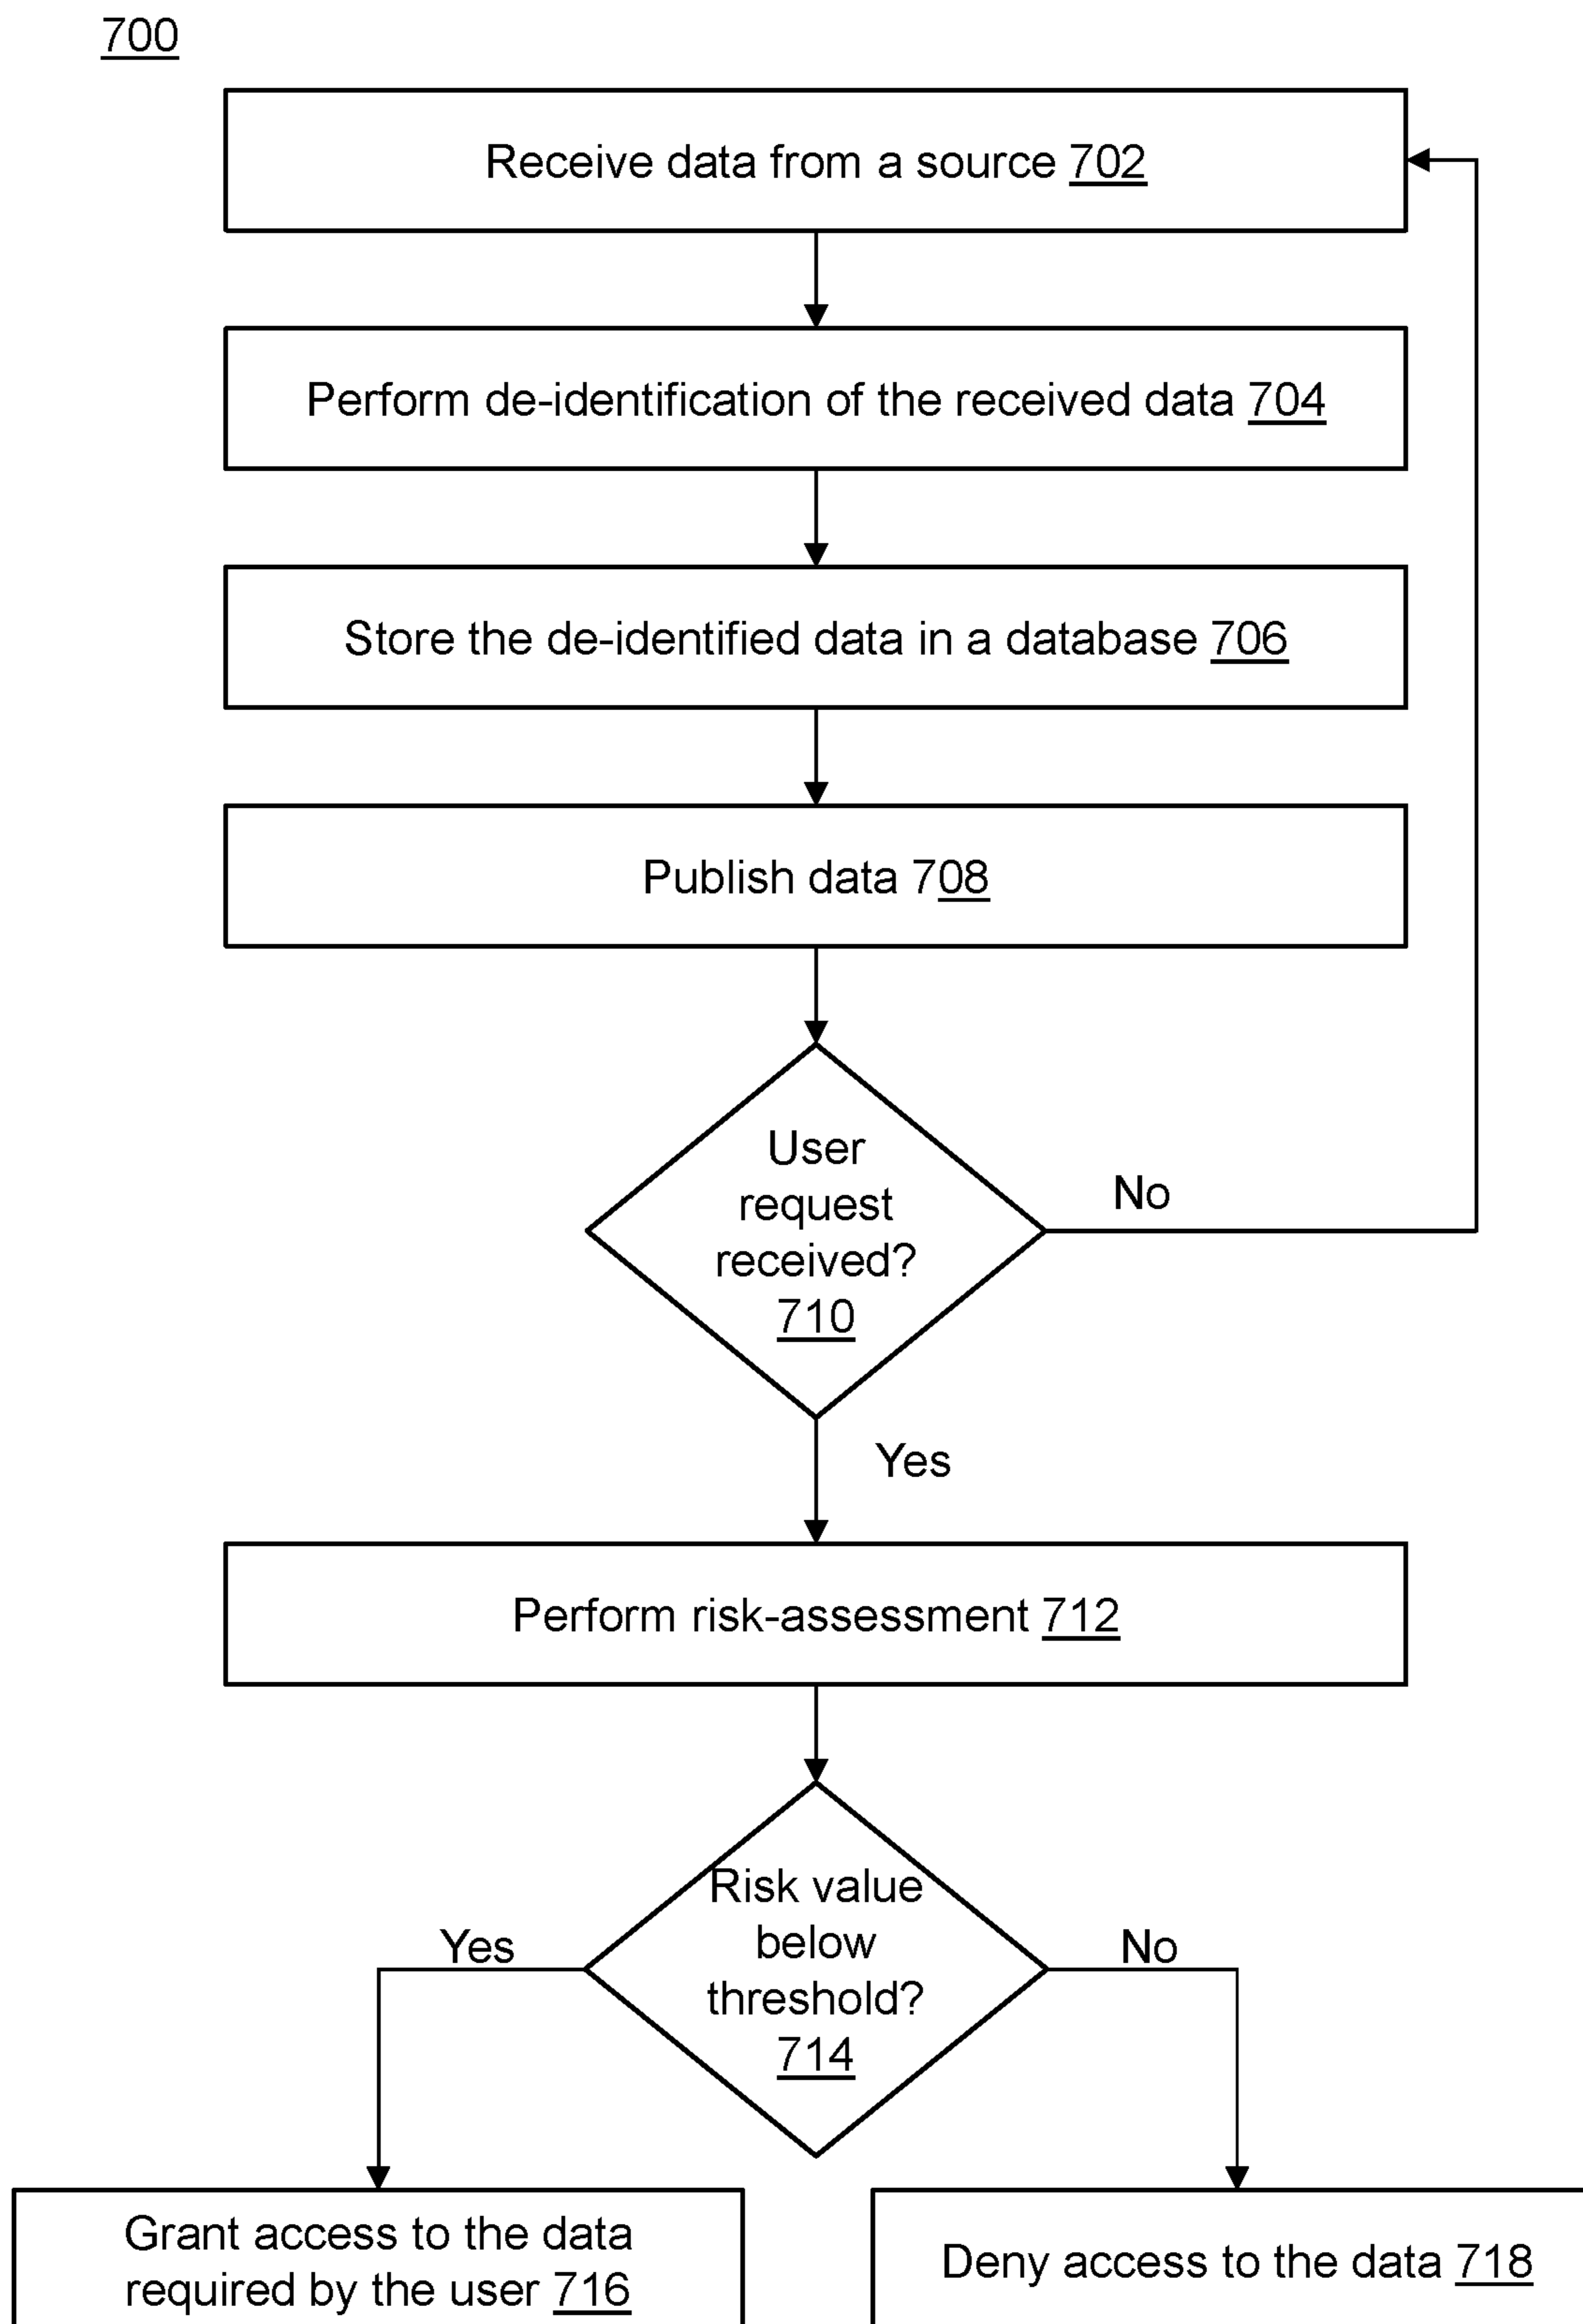 700
Receive data from a source 702
Perform de-identification of the received data 704
Store the de-identified data in a database 706
Publish data 708
User
request
received?
710
No
Yes
Perform risk-assessment 712
Risk value
below
threshold?
714
Yes
No
Grant access to the data
required by the user 716
Deny access to the data 718